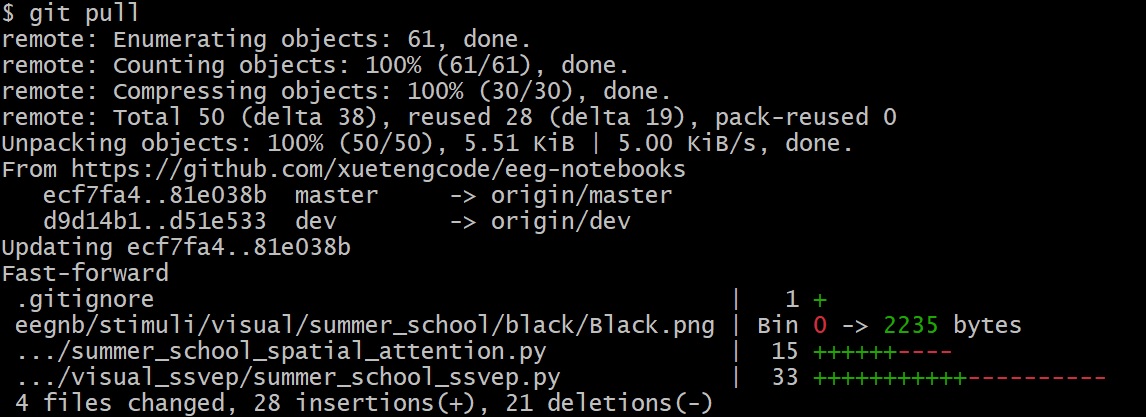 $ git pull
remote: Enumerating objects: 61, done.
remote: Counting objects: 100% (61/61), done.
remote: Compressing objects: 100% (30/30), done.
remote: Total 50 (delta 38), reused 28 (delta 19), pack-reused 0
Unpacking objects: 100% (50/50), 5.51 KiB | 5.00 KiB/s, done.
From https://github.com/xuetengcode/eeg-notebooks
   ecf7fa4..81e038b  master     -> origin/master
   d9d14b1..d51e533  dev        -> origin/dev
Updating ecf7fa4..81e038b
Fast-forward
 .gitignore                                         |   1 +
 eegnb/stimuli/visual/summer_school/black/Black.png | Bin 0 -> 2235 bytes
 .../summer_school_spatial_attention.py             |  15 ++++++----
 .../visual_ssvep/summer_school_ssvep.py            |  33 +++++++++++----------
 4 files changed, 28 insertions(+), 21 deletions(-)